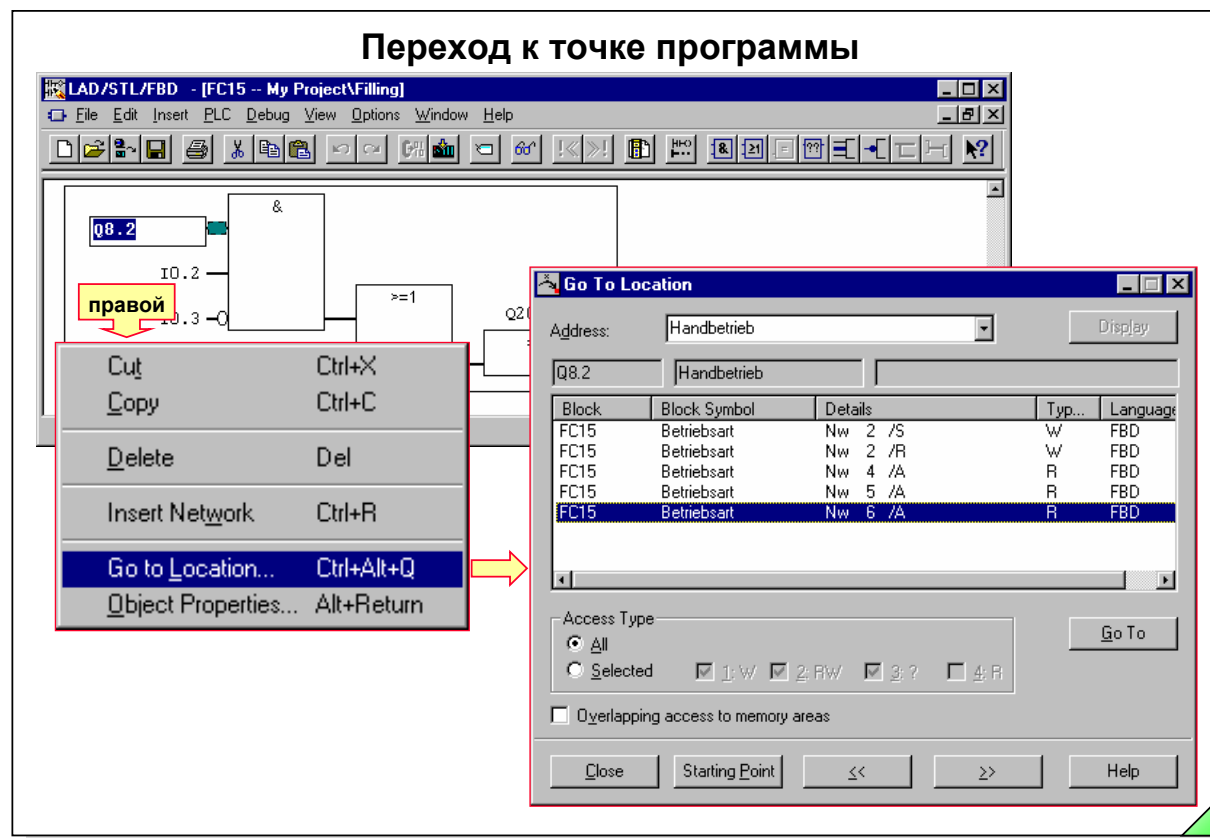 Переход к точке программы
LAD/STL/FBD - [FC15 -- My Project\Filling]
File Edit Insert PLC Debug View Options Window Help
&
Q8.2
I0.2
правой
>=1
Cut Ctrl+X
Copy Ctrl+C
Delete Del
Insert Network Ctrl+R
Go to Location... Ctrl+Alt+Q
Object Properties... Alt+Return
Go To Location
Address: Handbetrieb Display
Q8.2 Handbetrieb
Block Block Symbol Details Typ... Language
FC15 Betriebsart Nw 2 /S W FBD
FC15 Betriebsart Nw 2 /R W FBD
FC15 Betriebsart Nw 4 /A R FBD
FC15 Betriebsart Nw 5 /A R FBD
FC15 Betriebsart Nw 6 /A R FBD
Access Type
All
Go To
Selected 1: W 2: RW 3: ? 4: R
Overlapping access to memory areas
Close Starting Point << >> Help